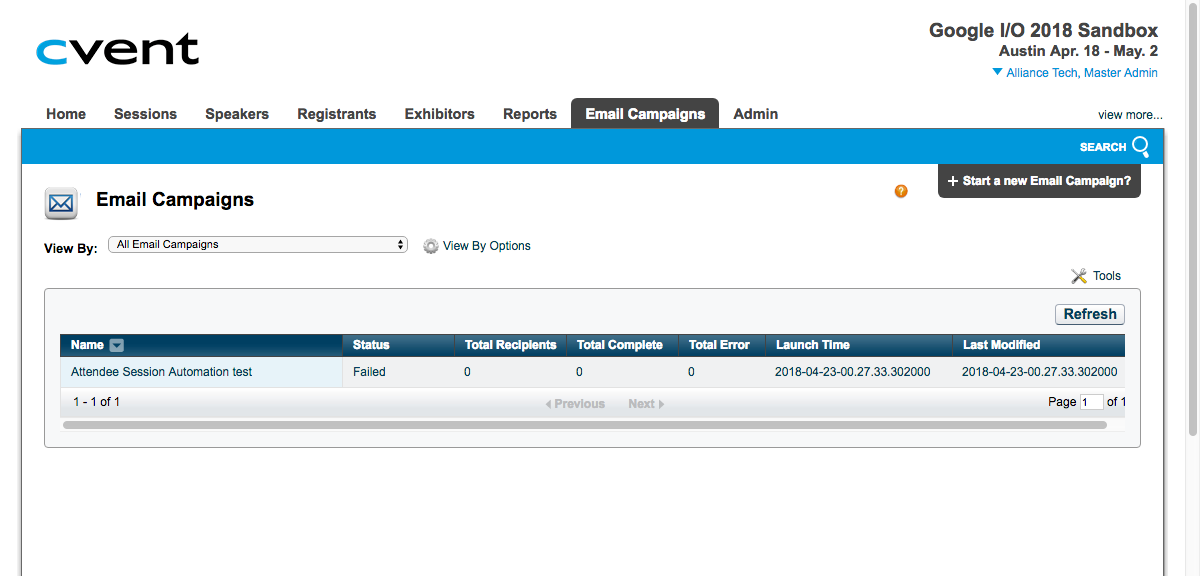 cvent
Google I/O 2018 Sandbox
Austin Apr. 18 - May. 2
Alliance Tech, Master Admin
Home Sessions Speakers Registrants Exhibitors Reports Email Campaigns Admin view more...
SEARCH
+ Start a new Email Campaign?
?
Email Campaigns
View By: All Email Campaigns View By Options
Tools
Refresh
Name Status Total Recipients Total Complete Total Error Launch Time Last Modified
Attendee Session Automation test Failed 0 0 0 2018-04-23-00.27.33.302000 2018-04-23-00.27.33.302000
1 - 1 of 1 Previous Next Page 1 of 1